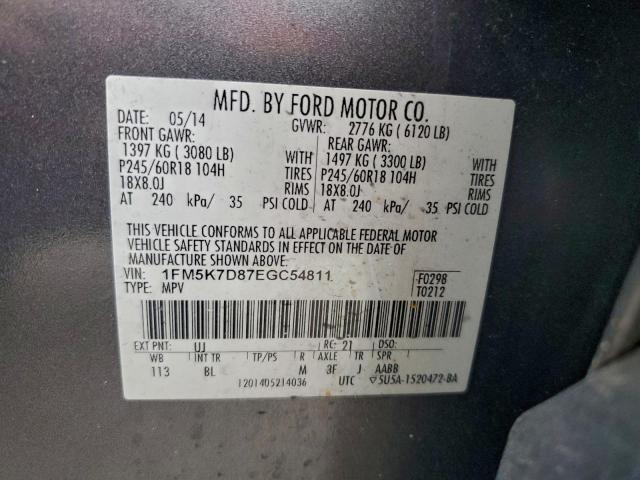 MFD. BY FORD MOTOR CO.
DATE: 05/14 GVWR: 2776 KG ( 6120 LB)
FRONT GAWR: REAR GAWR:
1397 KG ( 3080 LB) WITH 1497 KG ( 3300 LB) WITH
P245/60R18 104H TIRES P245/60R18 104H TIRES
18X8.0J RIMS 18X8.0J RIMS
AT 240 kPa/ 35 PSI COLD AT 240 kPa/ 35 PSI COLD
THIS VEHICLE CONFORMS TO ALL APPLICABLE FEDERAL MOTOR
VEHICLE SAFETY STANDARDS IN EFFECT ON THE DATE OF
MANUFACTURE SHOWN ABOVE.
VIN: 1FM5K7D87EGC54811 F0298
TYPE: MPV T0212
EXT PNT: UJ RC: 21 DSO:
WB INT TR TP/PS R AXLE TR SPR
113 BL M 3F J AABB
1201405214036 UTC 5U5A-1520472-BA